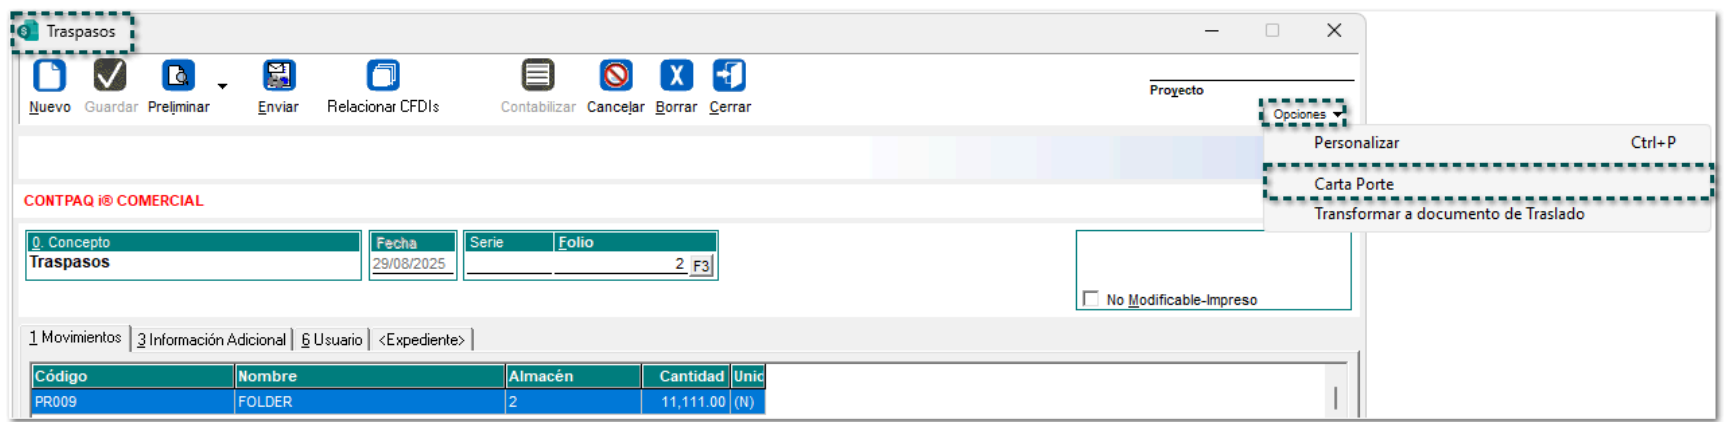 Traspasos
Nuevo Guardar Preliminar Enviar Relacionar CFDIs Contabilizar Cancelar Borrar Cerrar
Proyecto
Opciones
Personalizar Ctrl+P
Carta Porte
Transformar a documento de Traslado
CONTPAQ i® COMERCIAL
0. Concepto Fecha Serie Folio
Traspasos 29/08/2025 2 F3
No Modificable-Impreso
1 Movimientos 3 Información Adicional 6 Usuario <Expediente>
Código Nombre Almacén Cantidad Unid
PR009 FOLDER 2 11,111.00 (N)